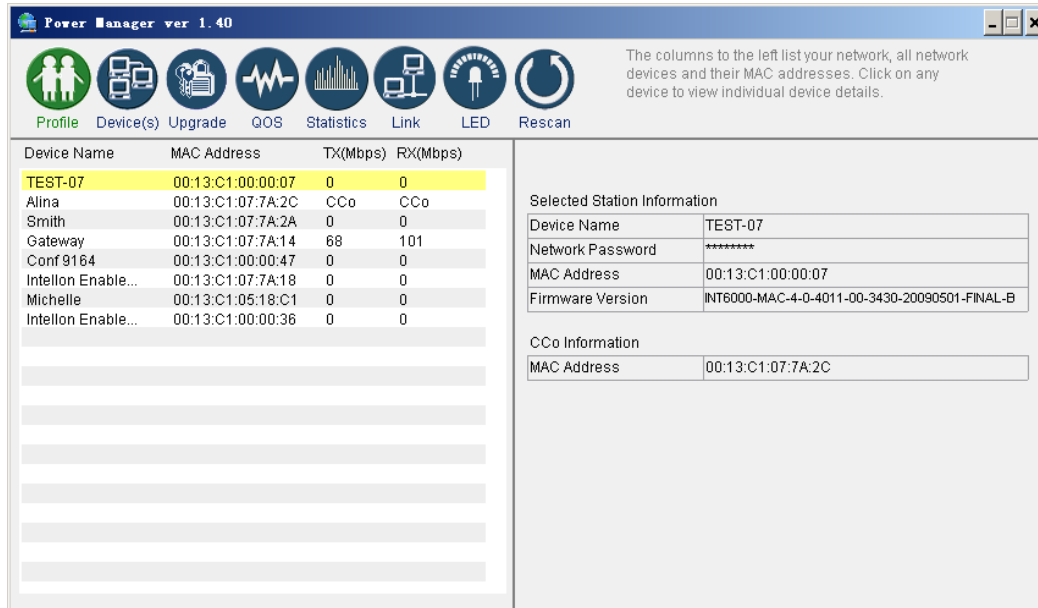 Power Manager ver 1.40
The columns to the left list your network, all network
devices and their MAC addresses. Click on any
device to view individual device details.
Profile Device(s) Upgrade QOS Statistics Link LED Rescan
Device Name MAC Address TX(Mbps) RX(Mbps)
TEST-07 00:13:C1:00:00:07 0 0
Alina 00:13:C1:07:7A:2C CCo CCo
Smith 00:13:C1:07:7A:2A 0 0
Gateway 00:13:C1:07:7A:14 68 101
Conf 9164 00:13:C1:00:00:47 0 0
Intellon Enable... 00:13:C1:07:7A:18 0 0
Michelle 00:13:C1:05:18:C1 0 0
Intellon Enable... 00:13:C1:00:00:36 0 0
Selected Station Information
Device Name TEST-07
Network Password ********
MAC Address 00:13:C1:00:00:07
Firmware Version INT6000-MAC-4-0-4011-00-3430-20090501-FINAL-B
CCo Information
MAC Address 00:13:C1:07:7A:2C